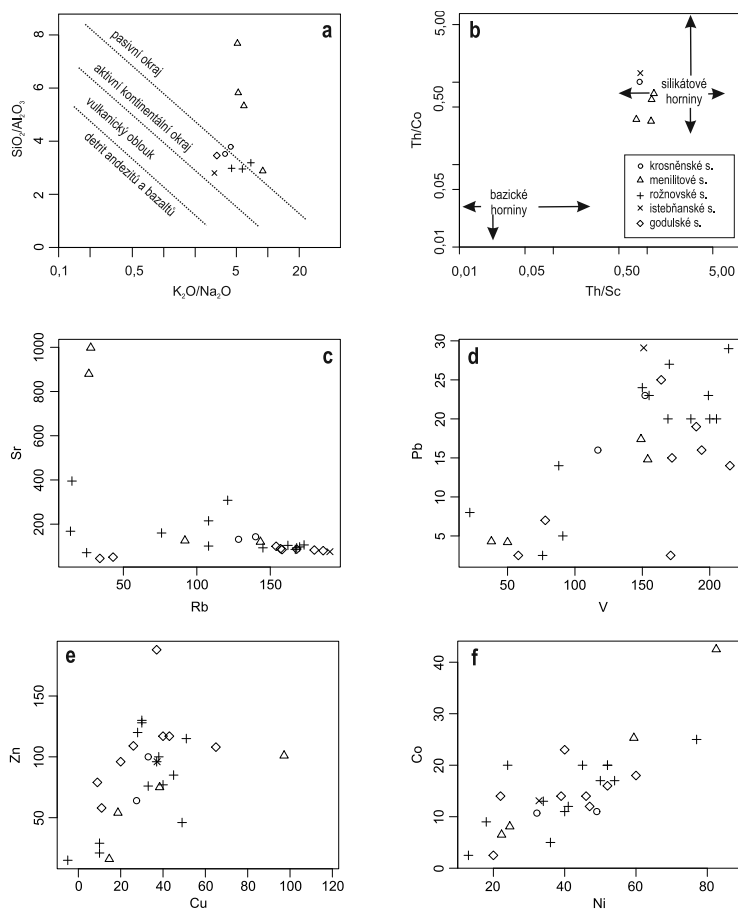 a
8
6
4
2
0
SiO₂/Al₂O₃
pasivní okraj
aktivní kontinentální okraj
vulkanický oblouk
detrit andezitů a bazaltů
0,1
0,5
5
20
K₂O/Na₂O
b
5,00
0,50
0,05
0,01
Th/Co
silikátové
horniny
bazické
horniny
krosněnské s.
menilitové s.
rožnovské s.
istebňanské s.
godulské s.
0,01
0,05
0,50
5,00
Th/Sc
c
1000
800
600
400
200
Sr
50
100
150
Rb
d
30
25
20
15
10
5
0
Pb
50
100
150
200
V
e
150
100
50
Zn
0
20
40
60
80
100
120
Cu
f
40
30
20
10
0
Co
20
40
60
80
Ni